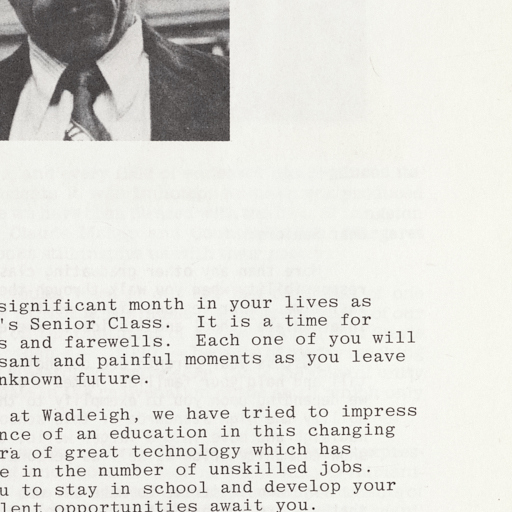 significant month in your lives as
's Senior Class. It is a time for
s and farewells. Each one of you will
sant and painful moments as you leave
nknown future.
at Wadleigh, we have tried to impress
nce of an education in this changing
ra of great technology which has
e in the number of unskilled jobs.
u to stay in school and develop your
lent opportunities await you.